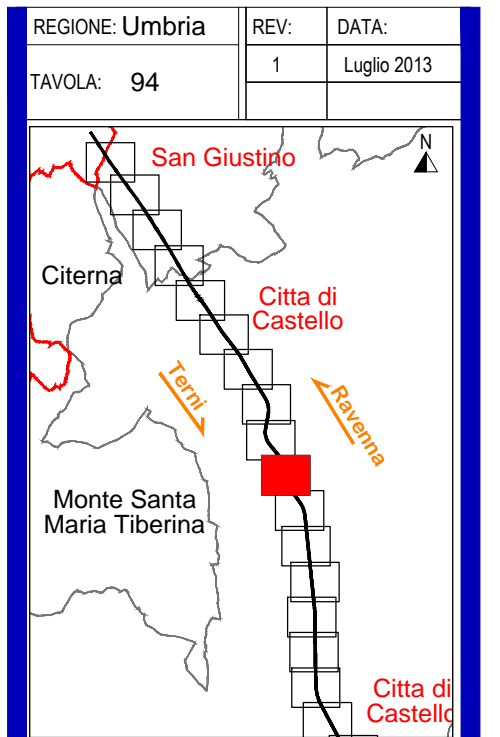 REGIONE: Umbria
REV:
DATA:
TAVOLA: 94
1
Luglio 2013
N
San Giustino
Citerna
Citta di
Castello
Terni
Ravenna
Monte Santa
Maria Tiberina
Citta di
Castello